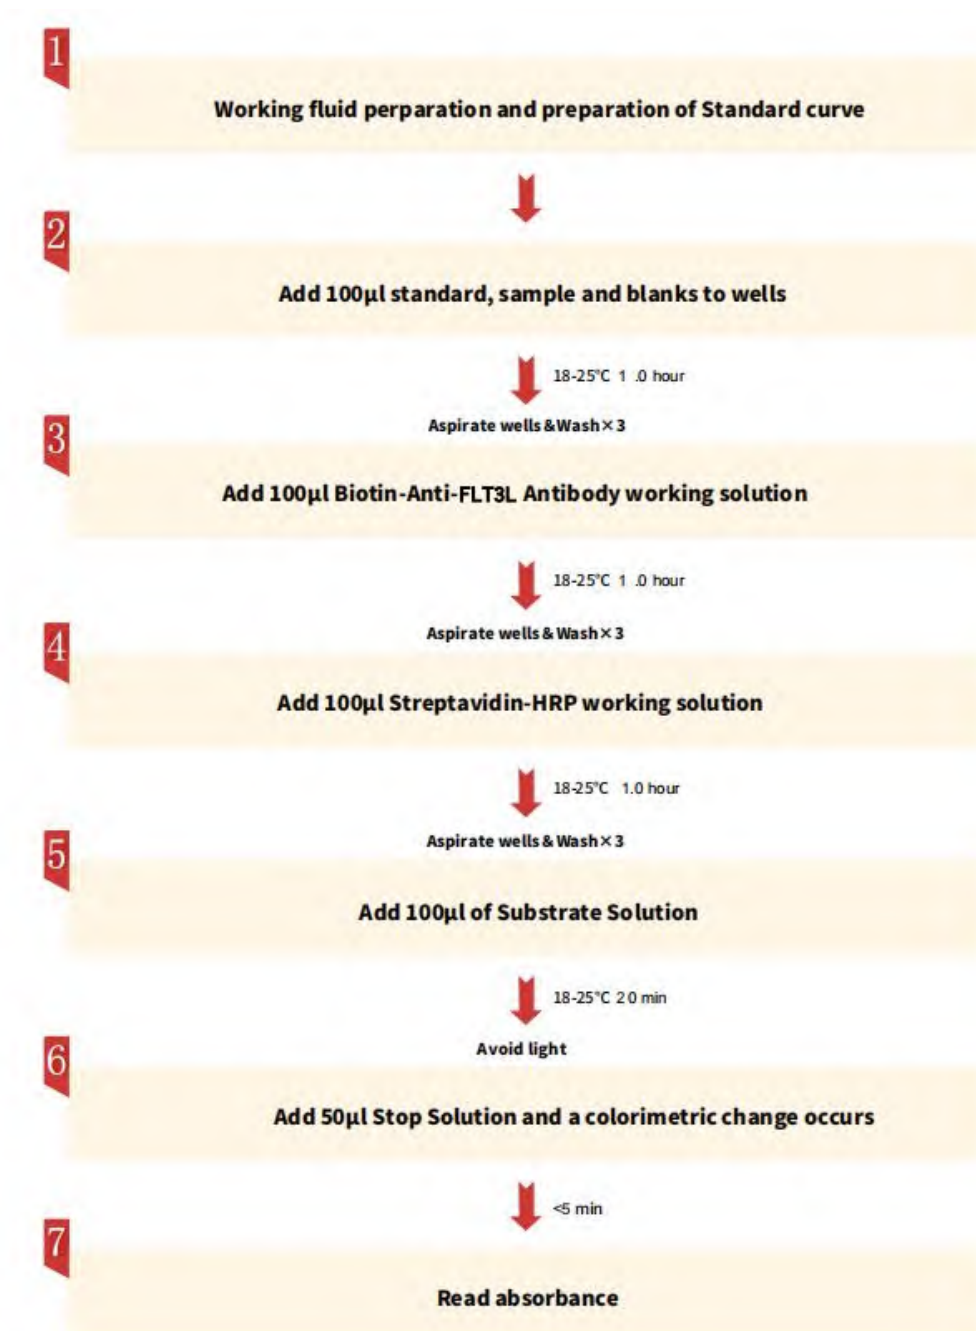 1
Working fluid perparation and preparation of Standard curve
2
Add 100μl standard, sample and blanks to wells
18-25°C 1 .0 hour
Aspirate wells&Wash×3
3
Add 100μl Biotin-Anti-FLT3L Antibody working solution
18-25°C 1 .0 hour
Aspirate wells&Wash×3
4
Add 100μl Streptavidin-HRP working solution
18-25°C 1.0 hour
Aspirate wells&Wash×3
5
Add 100μl of Substrate Solution
18-25°C 20 min
Avoid light
6
Add 50μl Stop Solution and a colorimetric change occurs
<5 min
7
Read absorbance